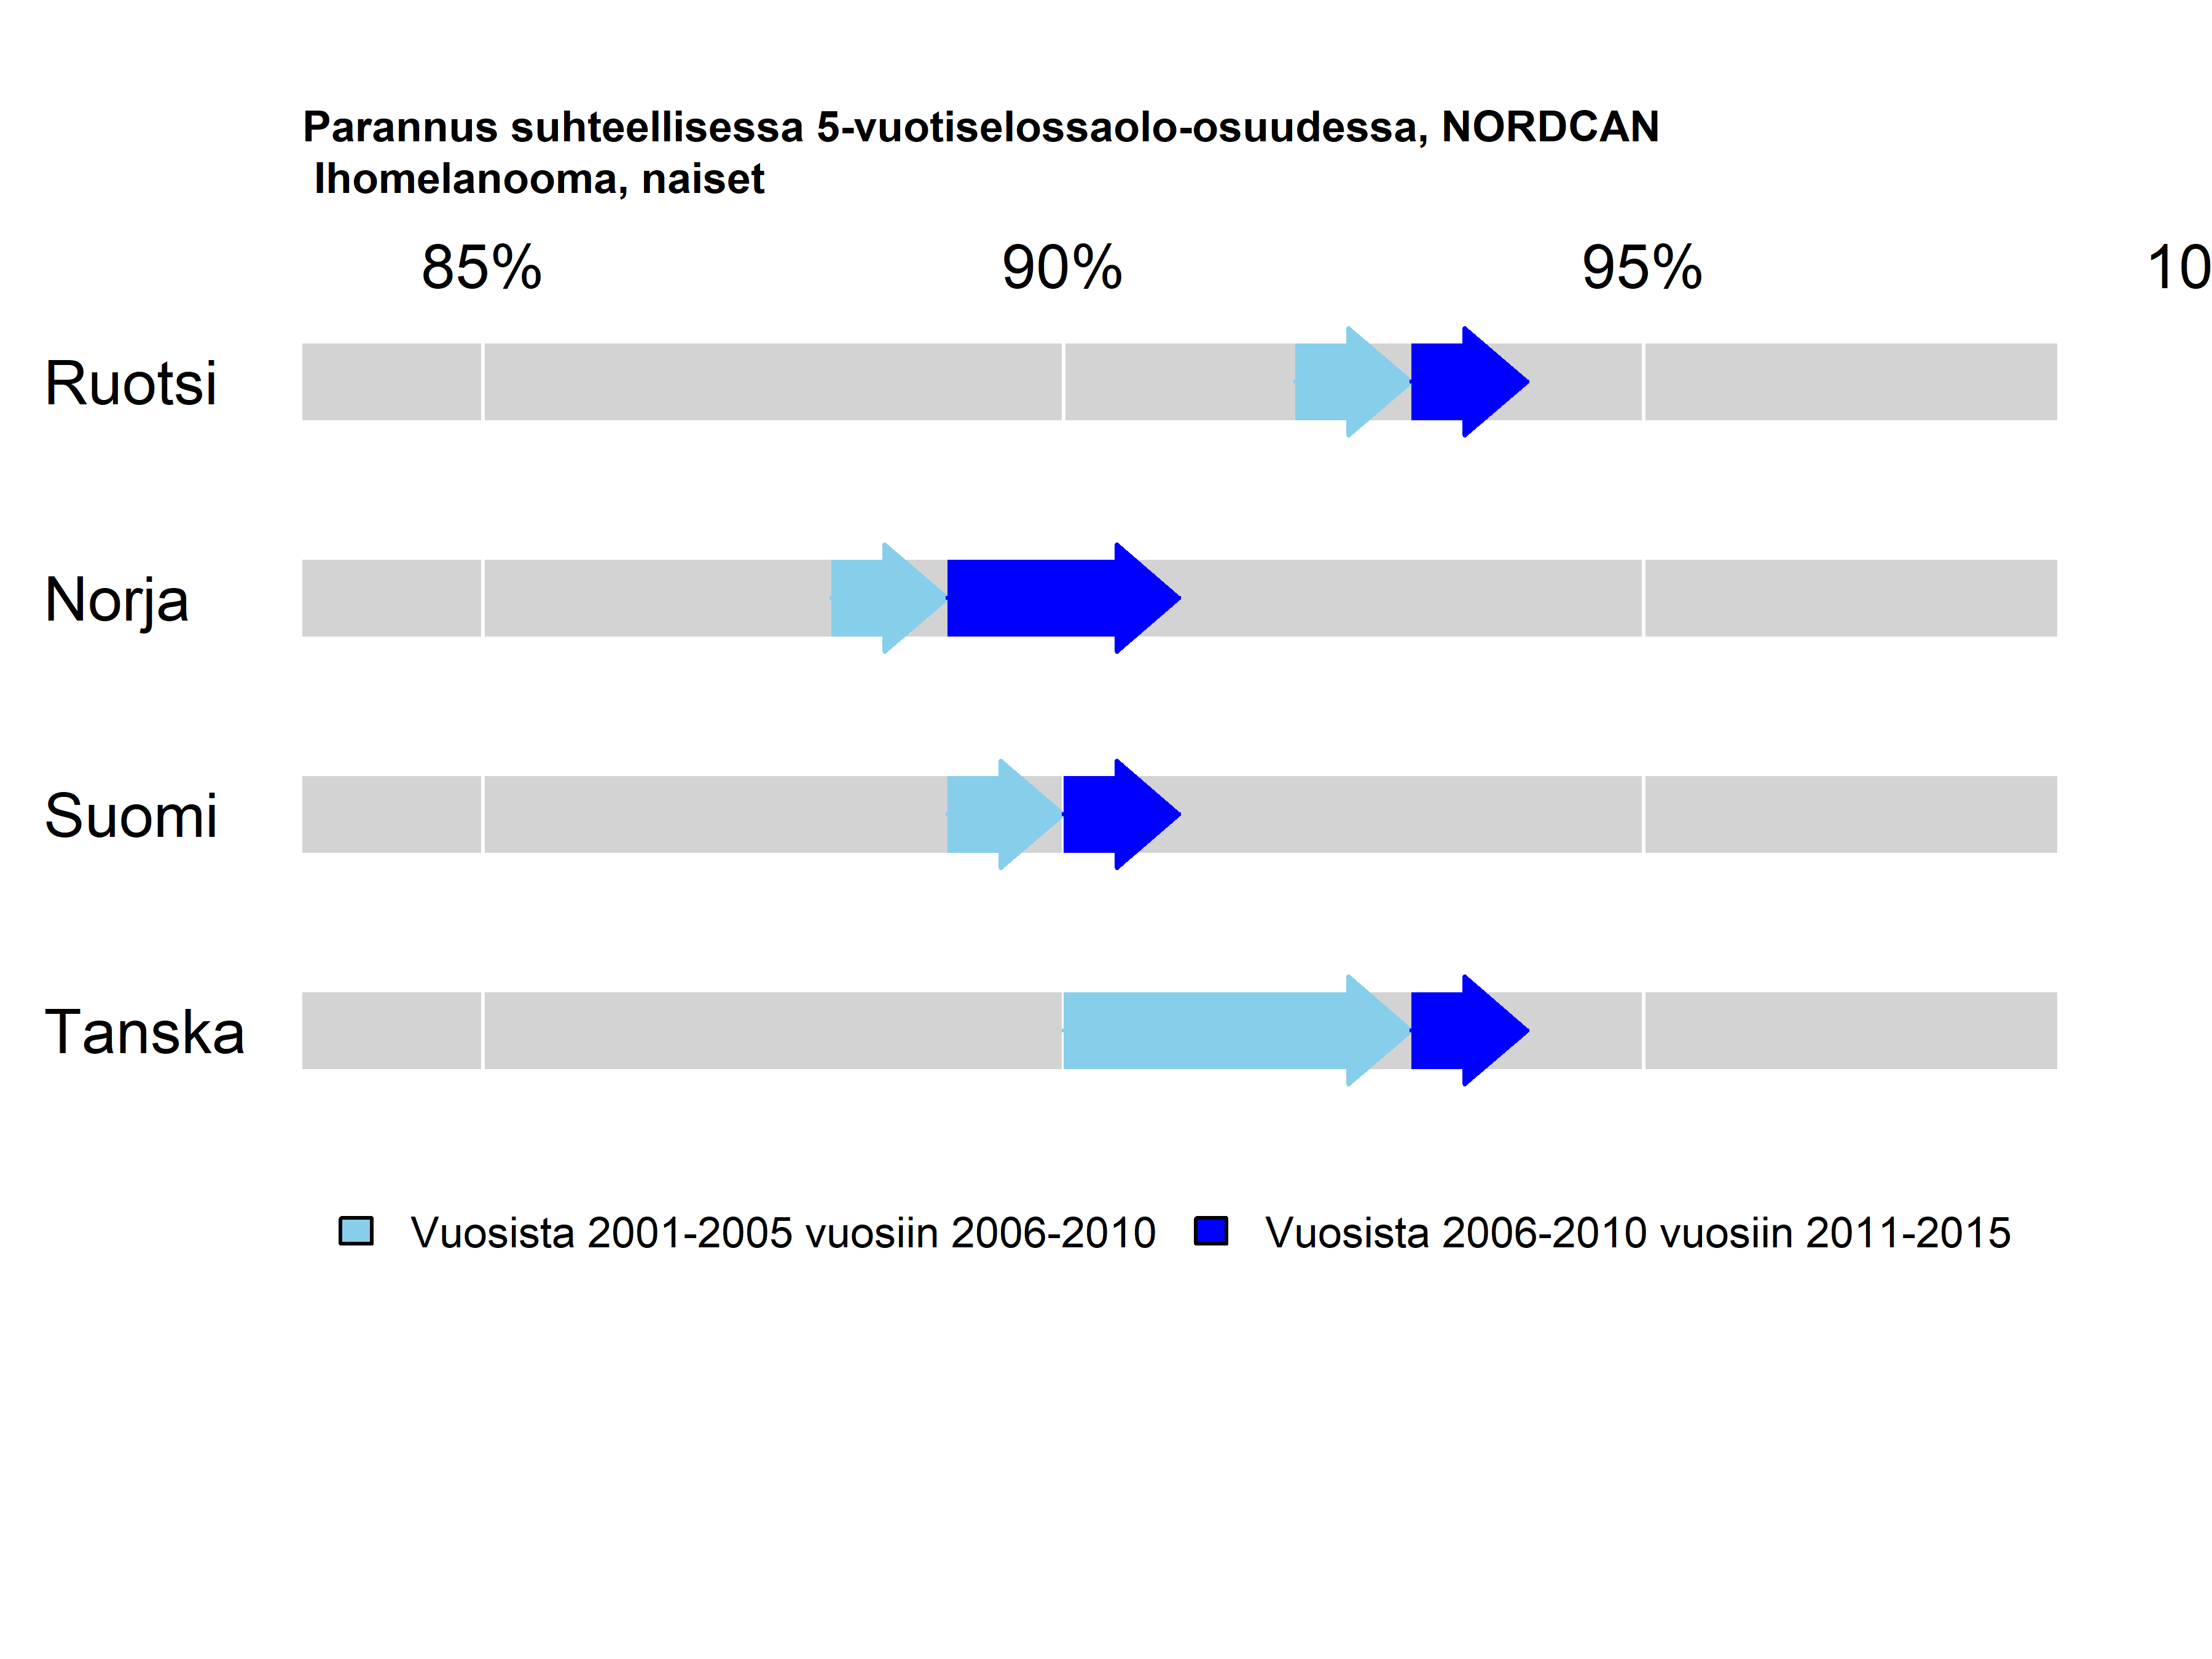 Parannus suhteellisessa 5-vuotiselossaolo-osuudessa, NORDCAN
Ihomelanooma, naiset
85% 90% 95% 10
Ruotsi
Norja
Suomi
Tanska
Vuosista 2001-2005 vuosiin 2006-2010 Vuosista 2006-2010 vuosiin 2011-2015